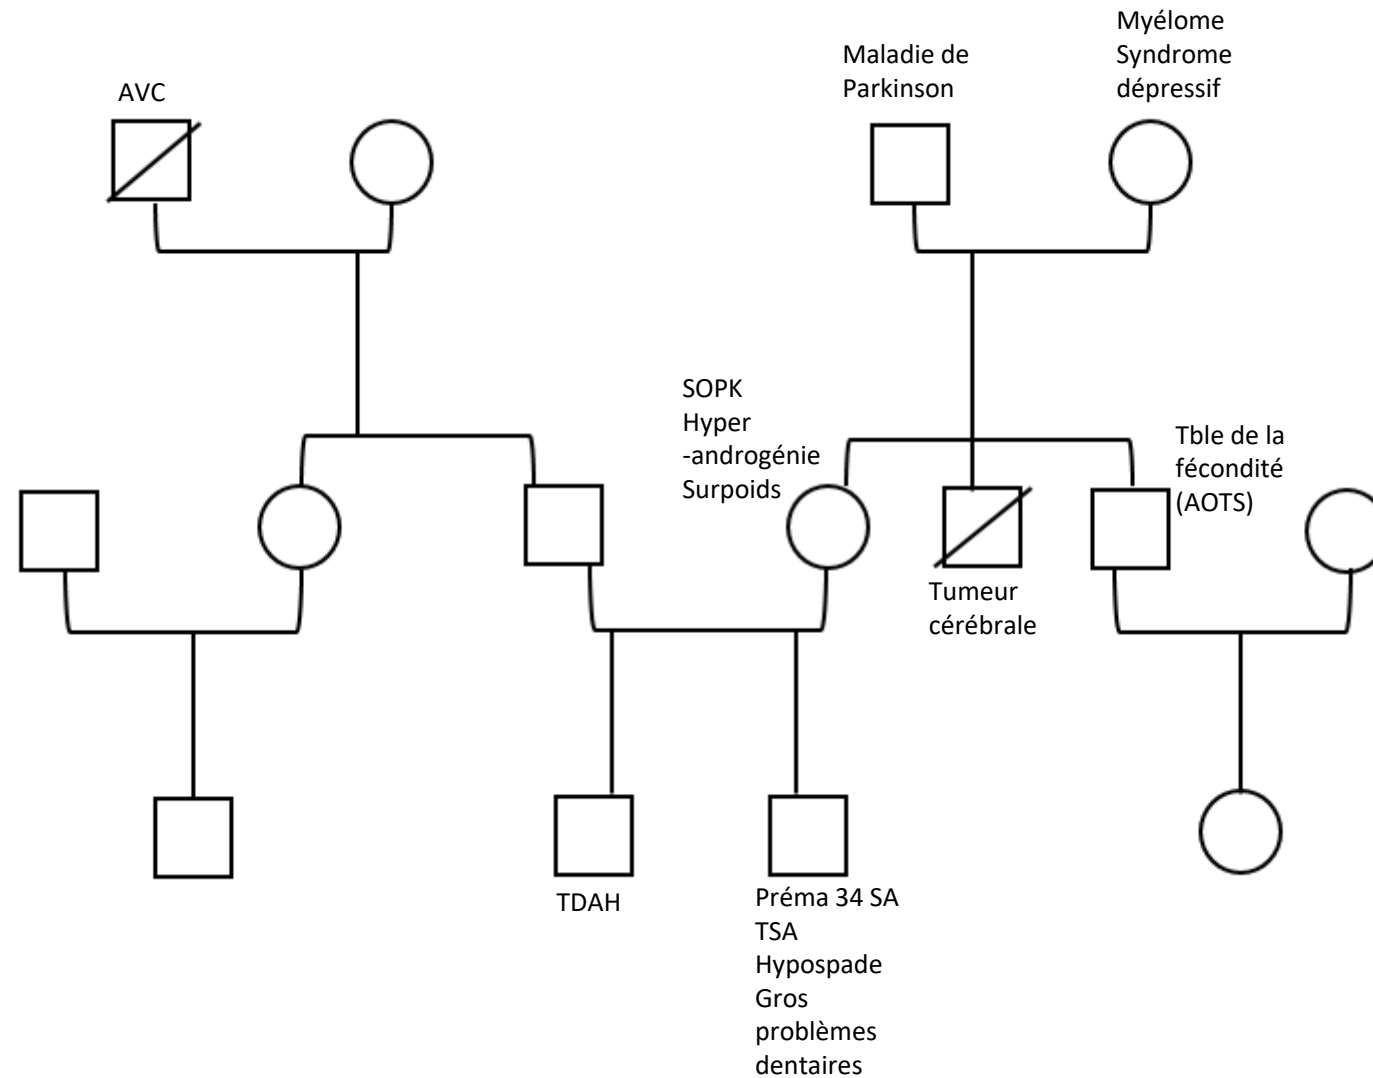 AVC
Maladie de
Parkinson
Myélome
Syndrome
dépressif
SOPK
Hyper
-androgénie
Surpoids
Tumeur
cérébrale
Tble de la
fécondité
(AOTS)
TDAH
Préma 34 SA
TSA
Hypospade
Gros
problèmes
dentaires